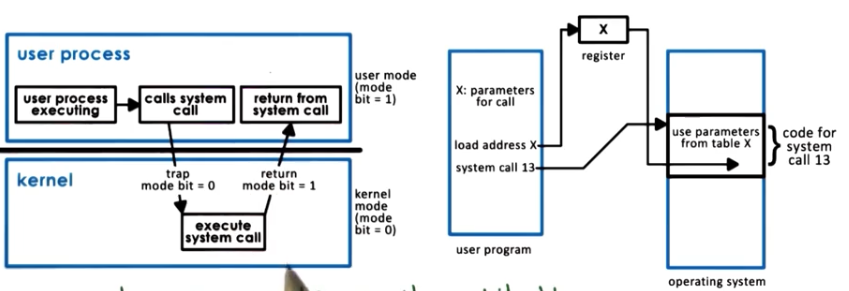 user process
user process
executing
calls system
call
return from
system call
user mode
(mode
bit = 1)
trap
mode bit = 0
return
mode bit = 1
kernel
execute
system call
kernel
mode
(mode
bit = 0)
X: parameters
for call
load address X
system call 13
user program
X
register
use parameters
from table X
code for
system
call 13
operating system